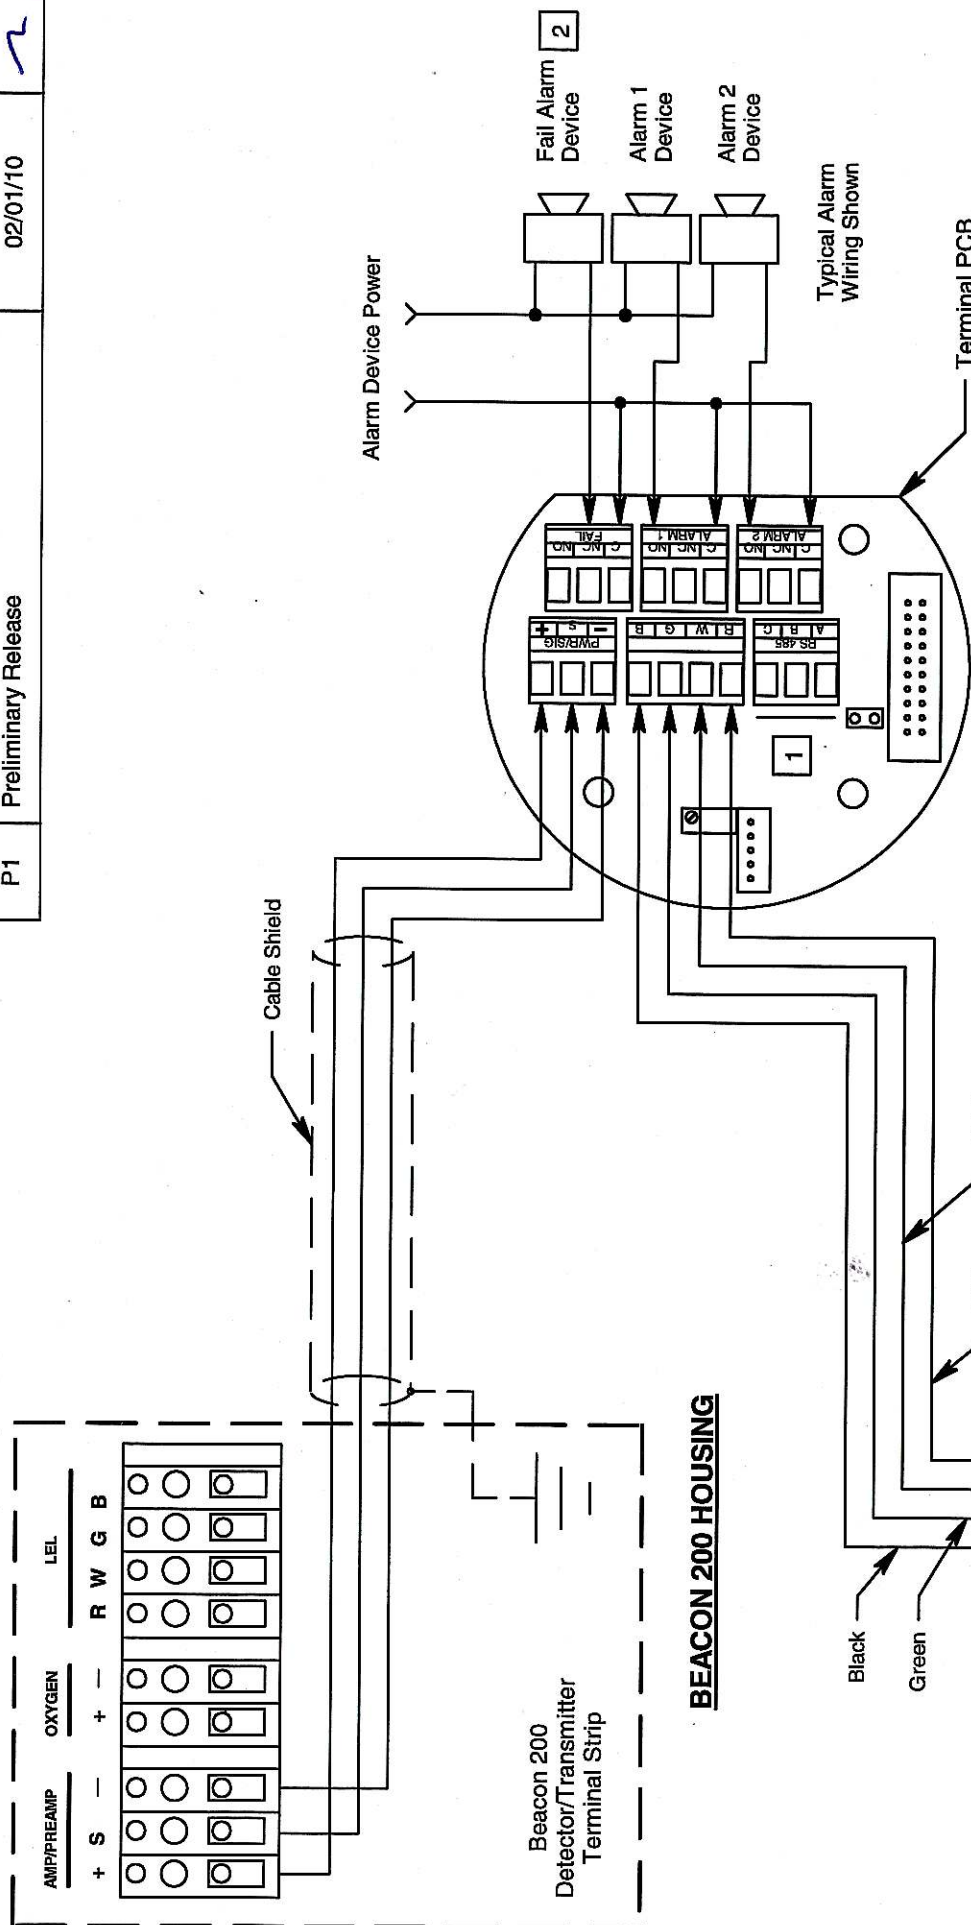 P1 Preliminary Release 02/01/10
Alarm Device Power
Fail Alarm
Device
2
Alarm 1
Device
Alarm 2
Device
Typical Alarm
Wiring Shown
Terminal PCB
Cable Shield
FAIL
C NC NO
ALARM 1
C NC NO
ALARM 2
C NC NO
+ S −
PWR/SIG
B G W R
C B A
RS 485
1
AMP/PREAMP OXYGEN LEL
+ S − + − R W G B
Beacon 200
Detector/Transmitter
Terminal Strip
BEACON 200 HOUSING
Black
Green